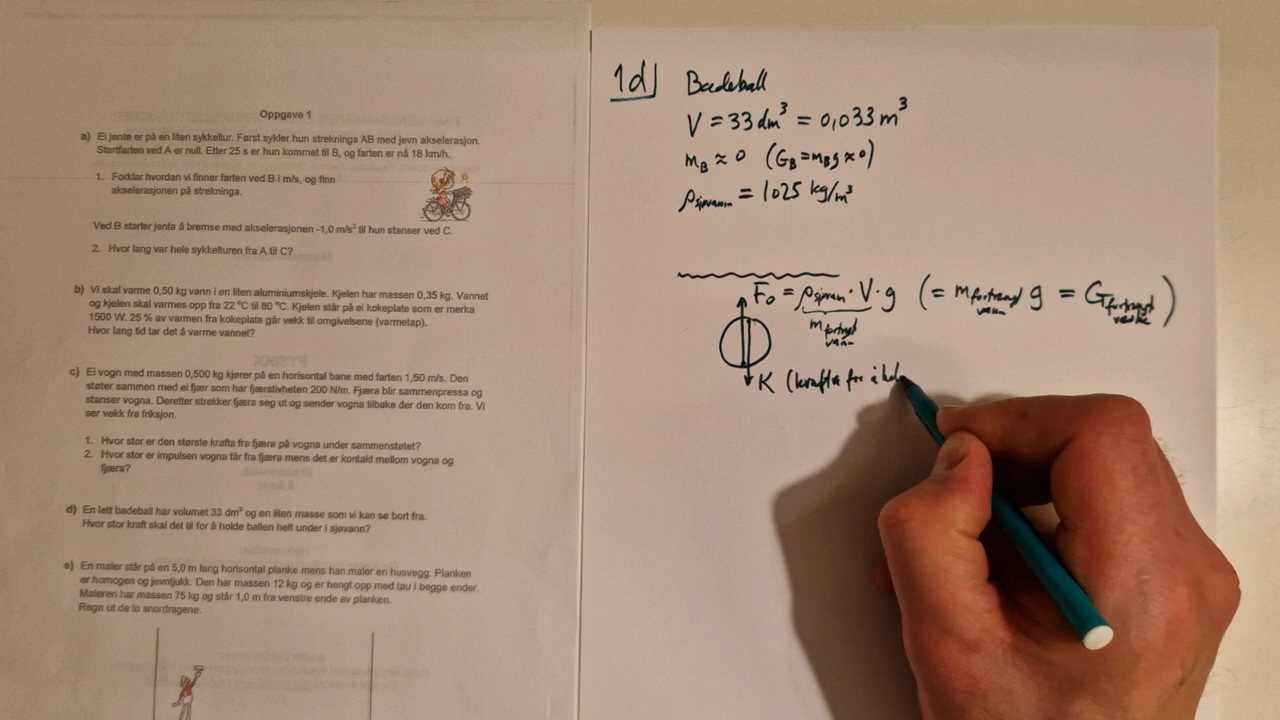 Oppgave 1
a) Ei jente er på en liten sykkeltur. Først sykler hun strekninga AB med jevn akselerasjon.
Startfarten ved A er null. Etter 25 s er hun kommet til B, og farten er nå 18 km/h.
1. Forklar hvordan vi finner farten ved B i m/s, og finn
akselerasjonen på strekninga.
Ved B starter jenta å bremse med akselerasjonen -1,0 m/s² til hun stanser ved C.
2. Hvor lang var hele sykkelturen fra A til C?
b) Vi skal varme 0,50 kg vann i en liten aluminiumskjele. Kjelen har massen 0,35 kg. Vannet
og kjelen skal varmes opp fra 22 °C til 80 °C. Kjelen står på ei kokeplate som er merka
1500 W. 25 % av varmen fra kokeplata går vekk til omgivelsene (varmetap).
Hvor lang tid tar det å varme vannet?
c) Ei vogn med massen 0,500 kg kjører på en horisontal bane med farten 1,50 m/s. Den
støter sammen med ei fjær som har fjærstivheten 200 N/m. Fjæra blir sammenpressa og
stanser vogna. Deretter strekker fjæra seg ut og sender vogna tilbake der den kom fra. Vi
ser vekk fra friksjon.
1. Hvor stor er den største krafta fra fjæra på vogna under sammenstøtet?
2. Hvor stor er impulsen vogna får fra fjæra mens det er kontakt mellom vogna og
fjæra?
d) En lett badeball har volumet 33 dm³ og en liten masse som vi kan se bort fra.
Hvor stor kraft skal det til for å holde ballen helt under i sjøvann?
e) En maler står på en 5,0 m lang horisontal planke mens han maler en husvegg. Planken
er homogen og jevntjukk. Den har massen 12 kg og er hengt opp med tau i begge ender.
Maleren har massen 75 kg og står 1,0 m fra venstre ende av planken.
Regn ut de to snordragene.
1d) Badeball
V = 33 dm³ = 0,033 m³
m_B ≈ 0 (G_B = m_B g ≈ 0)
ρ_sjøvann = 1025 kg/m³
F_o = ρ_sjøvann · V · g (= m_fortrengt vann g = G_fortrengt væske)
m_fortrengt vann
K (krafta for å hol